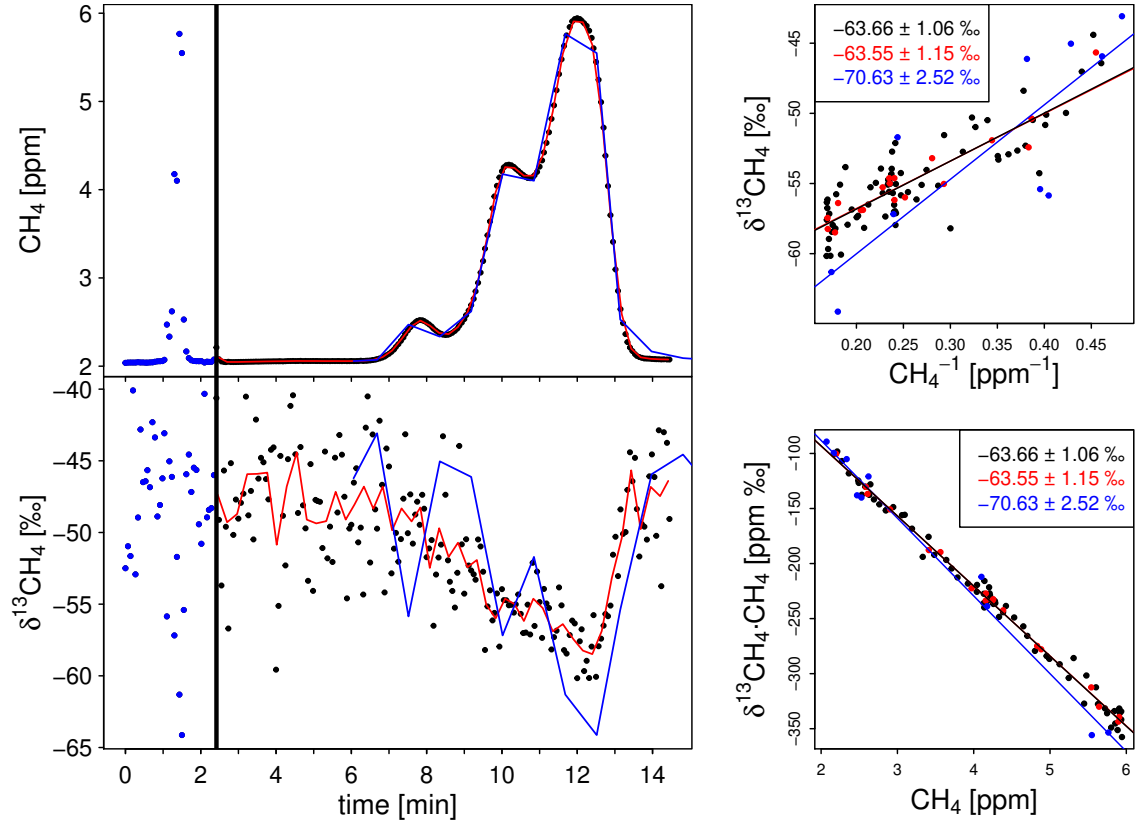 6
5
4
3
2
CH₄ [ppm]
−40
−45
−50
−55
−60
−65
δ¹³CH₄ [‰]
0 2 4 6 8 10 12 14
time [min]
−63.66 ± 1.06 ‰
−63.55 ± 1.15 ‰
−70.63 ± 2.52 ‰
−45
−50
−55
−60
δ¹³CH₄ [‰]
0.20 0.25 0.30 0.35 0.40 0.45
CH₄⁻¹ [ppm⁻¹]
−63.66 ± 1.06 ‰
−63.55 ± 1.15 ‰
−70.63 ± 2.52 ‰
−100
−150
−200
−250
−300
−350
δ¹³CH₄·CH₄ [ppm ‰]
2 3 4 5 6
CH₄ [ppm]